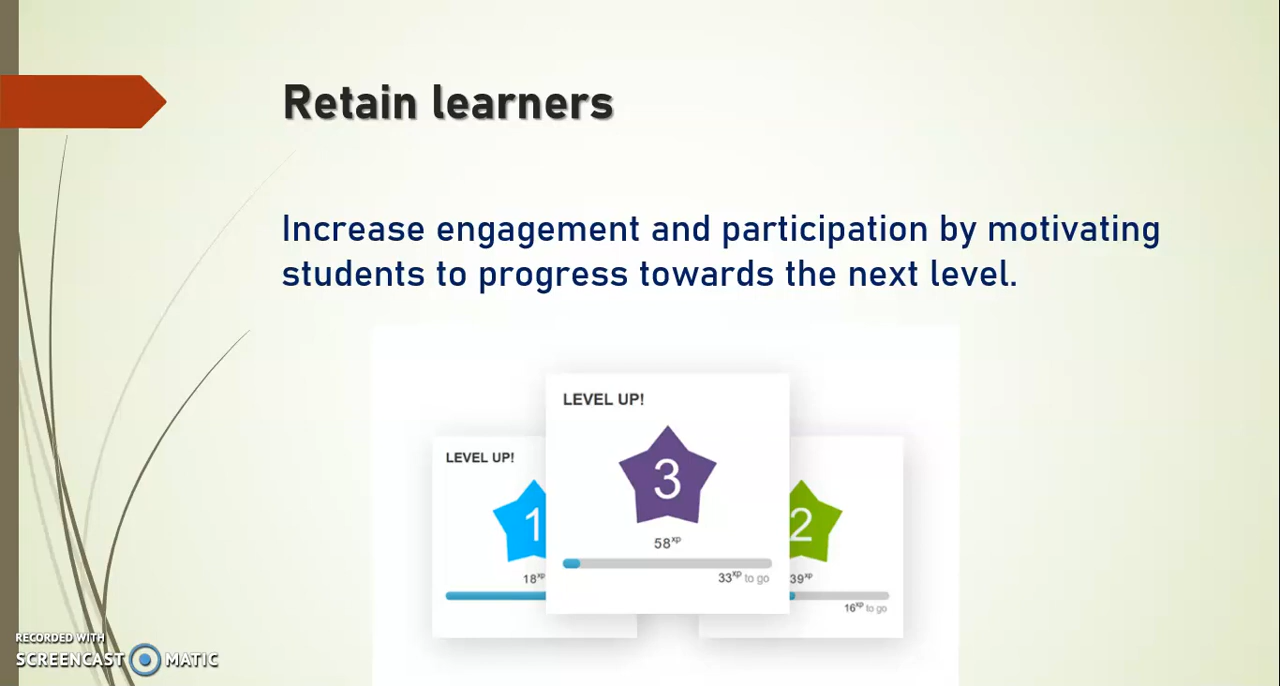 Retain learners
Increase engagement and participation by motivating
students to progress towards the next level.
LEVEL UP!
1
18xp
LEVEL UP!
3
58xp
33xp to go
2
39xp
16xp to go
RECORDED WITH
SCREENCAST MATIC